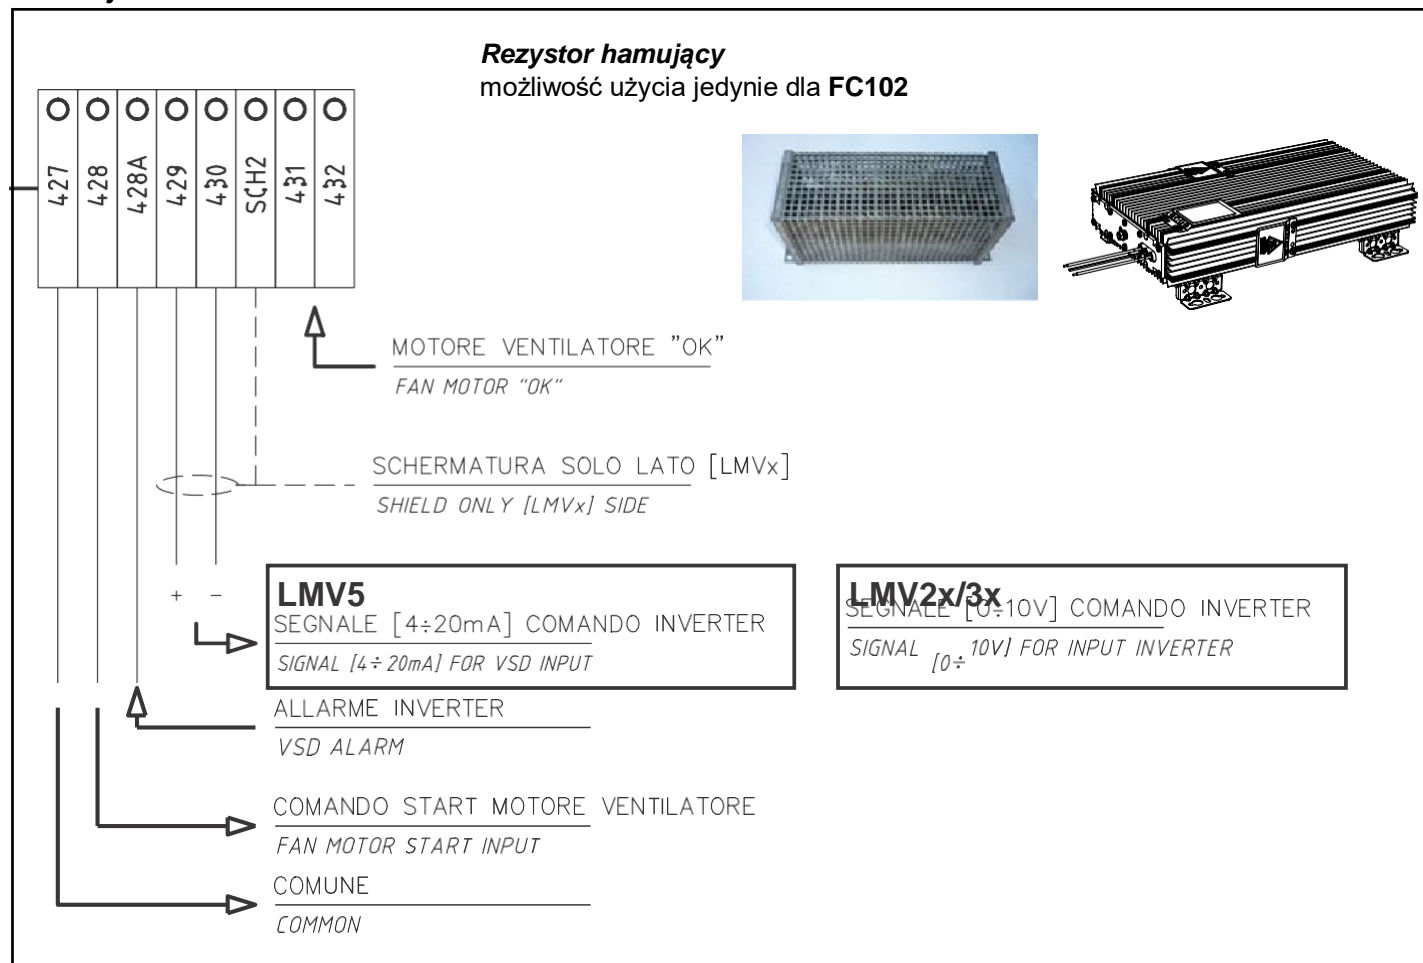 Rezystor hamujący
możliwość użycia jedynie dla FC102
427
428
428A
429
430
SCH2
431
432
MOTORE VENTILATORE "OK"
FAN MOTOR "OK"
SCHERMATURA SOLO LATO [LMVx]
SHIELD ONLY [LMVx] SIDE
+ -
LMV5
SEGNALE [4÷20mA] COMANDO INVERTER
SIGNAL [4÷20mA] FOR VSD INPUT
LMV2x/3x
SEGNALE [0÷10V] COMANDO INVERTER
SIGNAL [0÷10V] FOR INPUT INVERTER
ALLARME INVERTER
VSD ALARM
COMANDO START MOTORE VENTILATORE
FAN MOTOR START INPUT
COMUNE
COMMON